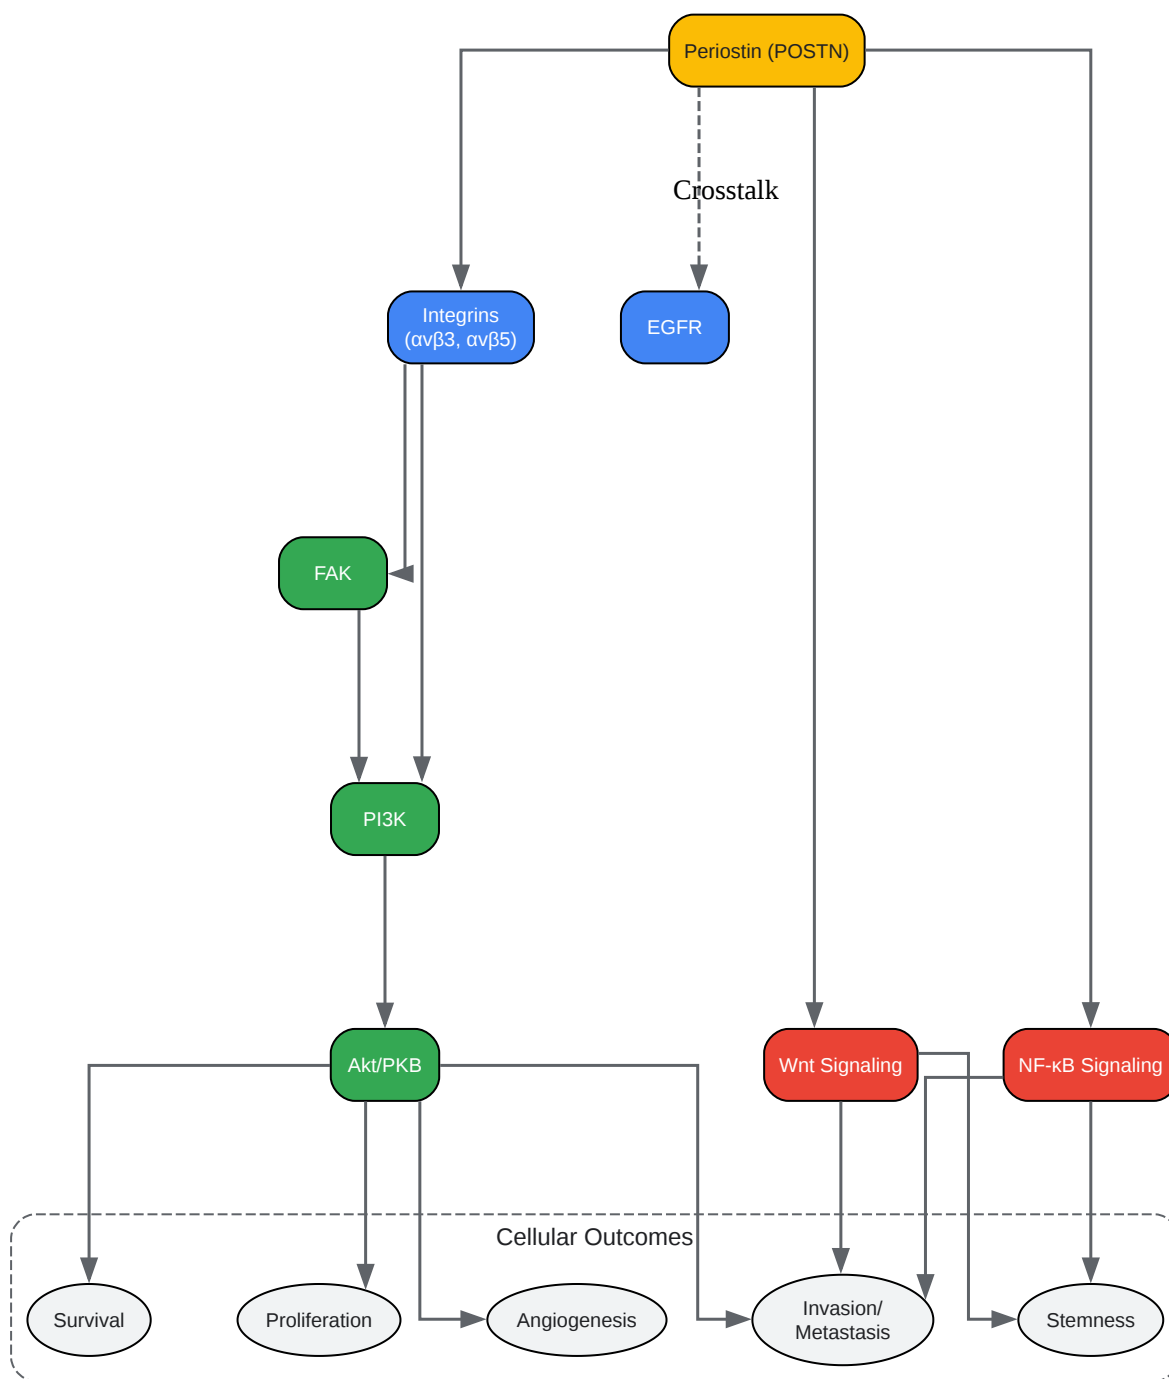 Periostin (POSTN)
Crosstalk
Integrins
(αvβ3, αvβ5)
EGFR
FAK
PI3K
Akt/PKB
Wnt Signaling
NF-κB Signaling
Cellular Outcomes
Survival
Proliferation
Angiogenesis
Invasion/
Metastasis
Stemness